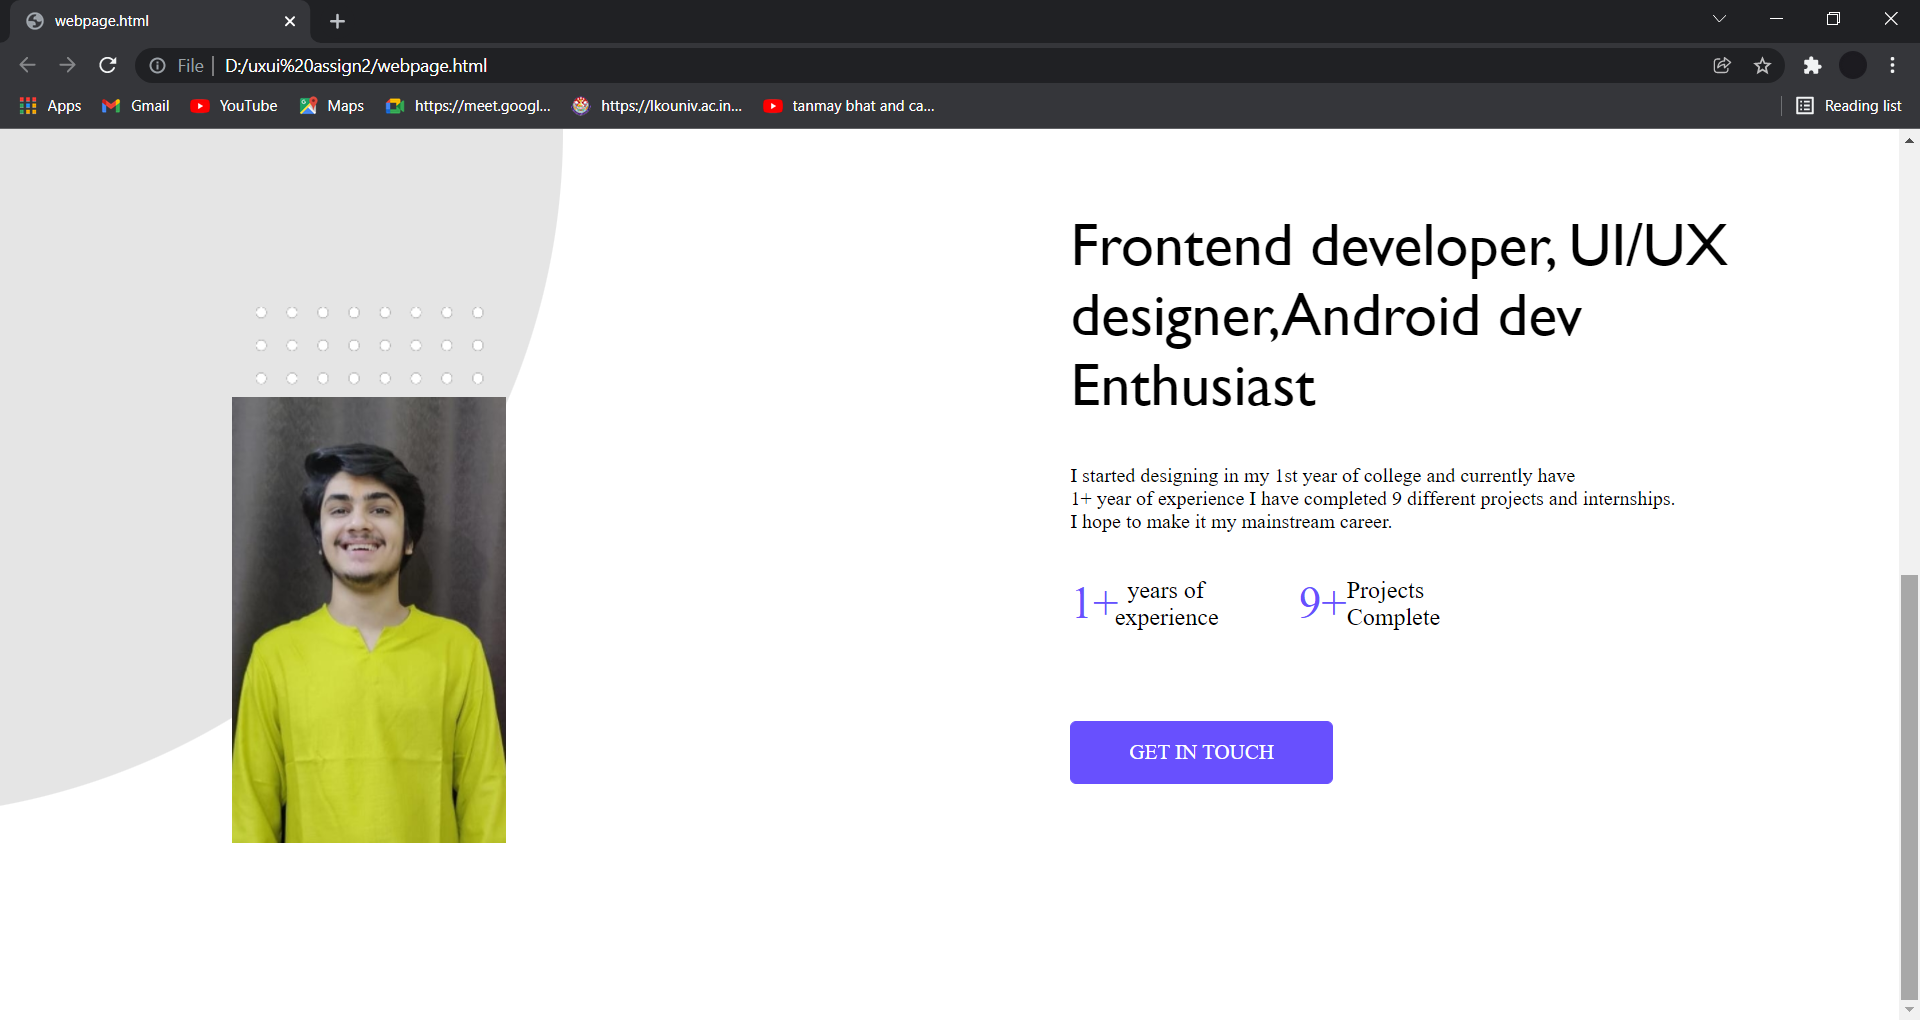 webpage.html
File
D:/uxui%20assign2/webpage.html
Apps
Gmail
YouTube
Maps
https://meet.googl...
https://lkouniv.ac.in...
tanmay bhat and ca...
Reading list
Frontend developer, UI/UX
designer,Android dev
Enthusiast
I started designing in my 1st year of college and currently have
1+ year of experience I have completed 9 different projects and internships.
I hope to make it my mainstream career.
1+
years of
experience
9+
Projects
Complete
GET IN TOUCH